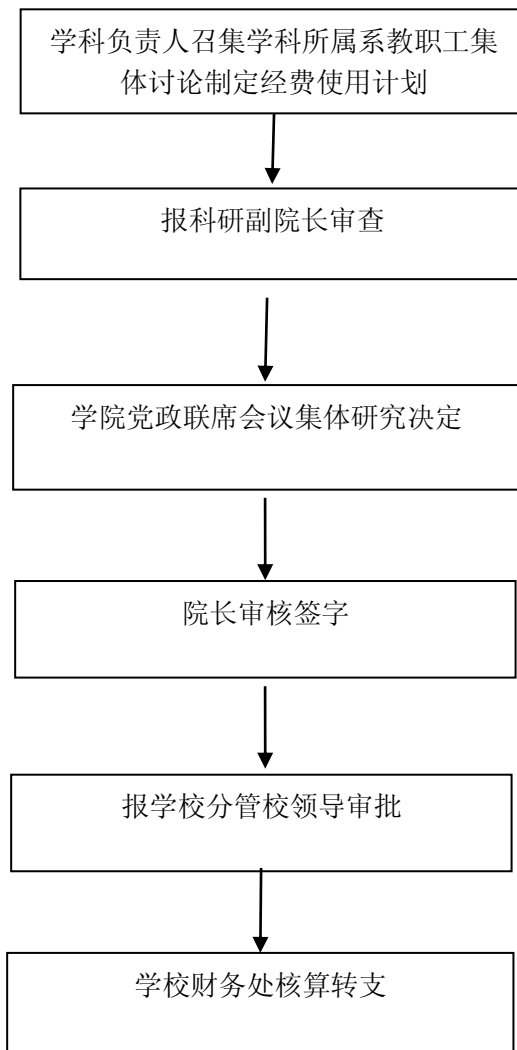 学科负责人召集学科所属系教职工集
体讨论制定经费使用计划
报科研副院长审查
学院党政联席会议集体研究决定
院长审核签字
报学校分管校领导审批
学校财务处核算转支